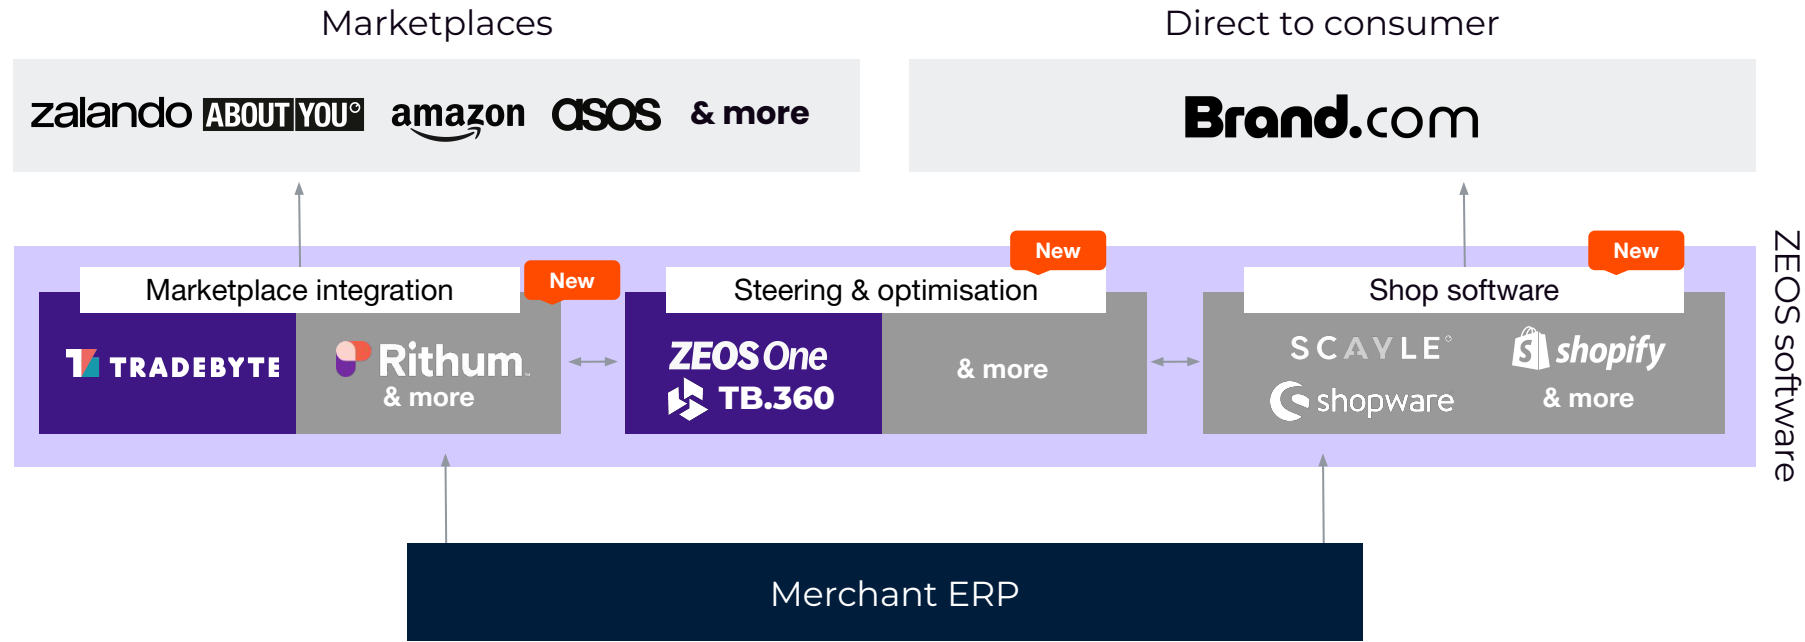 Marketplaces
Direct to consumer
zalando
ABOUT YOU°
amazon
asos
& more
Brand.com
New
Marketplace integration
New
Steering & optimisation
New
Shop software
TRADEBYTE
Rithum
& more
ZEOS One
TB.360
& more
SCAYLE°
shopware
shopify
& more
ZEOS software
Merchant ERP